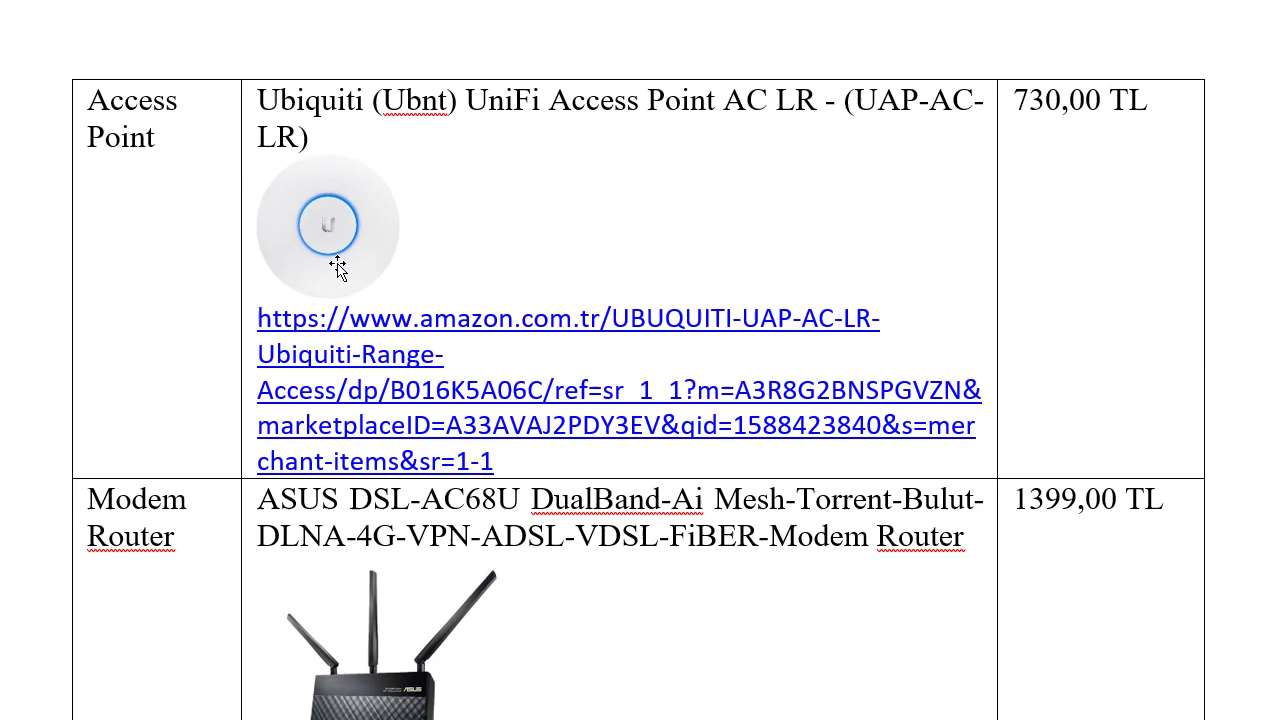 Access
Point
Ubiquiti (Ubnt) UniFi Access Point AC LR - (UAP-AC-
LR)
730,00 TL
https://www.amazon.com.tr/UBUQUITI-UAP-AC-LR-
Ubiquiti-Range-
Access/dp/B016K5A06C/ref=sr_1_1?m=A3R8G2BNSPGVZN&
marketplaceID=A33AVAJ2PDY3EV&qid=1588423840&s=mer
chant-items&sr=1-1
Modem
Router
ASUS DSL-AC68U DualBand-Ai Mesh-Torrent-Bulut-
DLNA-4G-VPN-ADSL-VDSL-FiBER-Modem Router
1399,00 TL
/ISUS